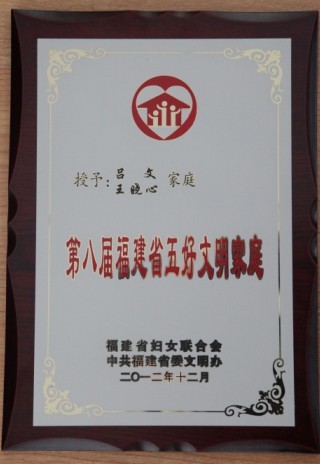 授予：吕 文 家庭
王晓心
第八届福建省五好文明家庭
福建省妇女联合会
中共福建省委文明办
二〇一二年十二月